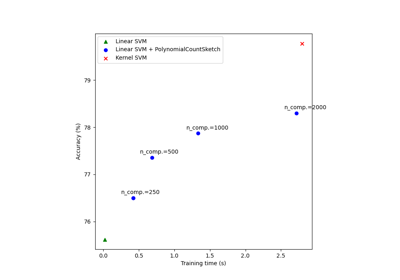 Linear SVM
Linear SVM + PolynomialCountSketch
Kernel SVM
79
n_comp.=2000
78
n_comp.=1000
n_comp.=500
77
n_comp.=250
76
Accuracy (%)
0.0 0.5 1.0 1.5 2.0 2.5
Training time (s)